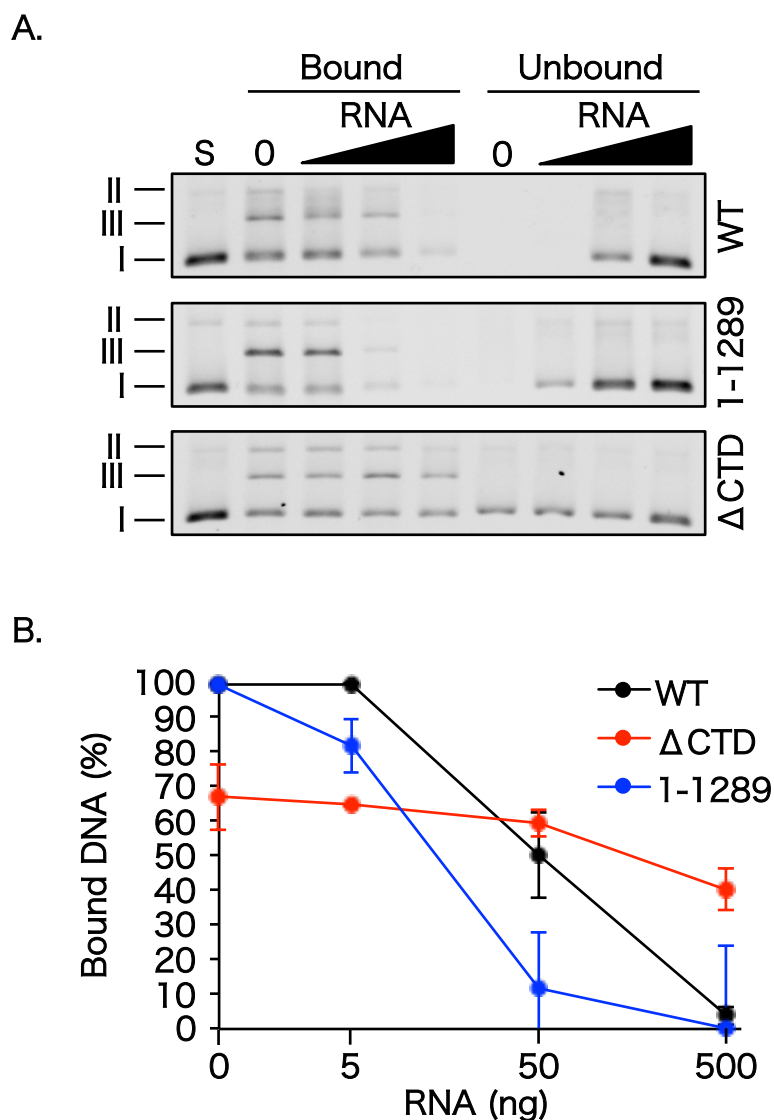 A.
Bound Unbound
RNA RNA
S 0 0
II
III
I
WT
II
III
I
1-1289
II
III
I
ΔCTD
B.
100
90
80
70
60
50
40
30
20
10
0
Bound DNA (%)
WT
ΔCTD
1-1289
0 5 50 500
RNA (ng)